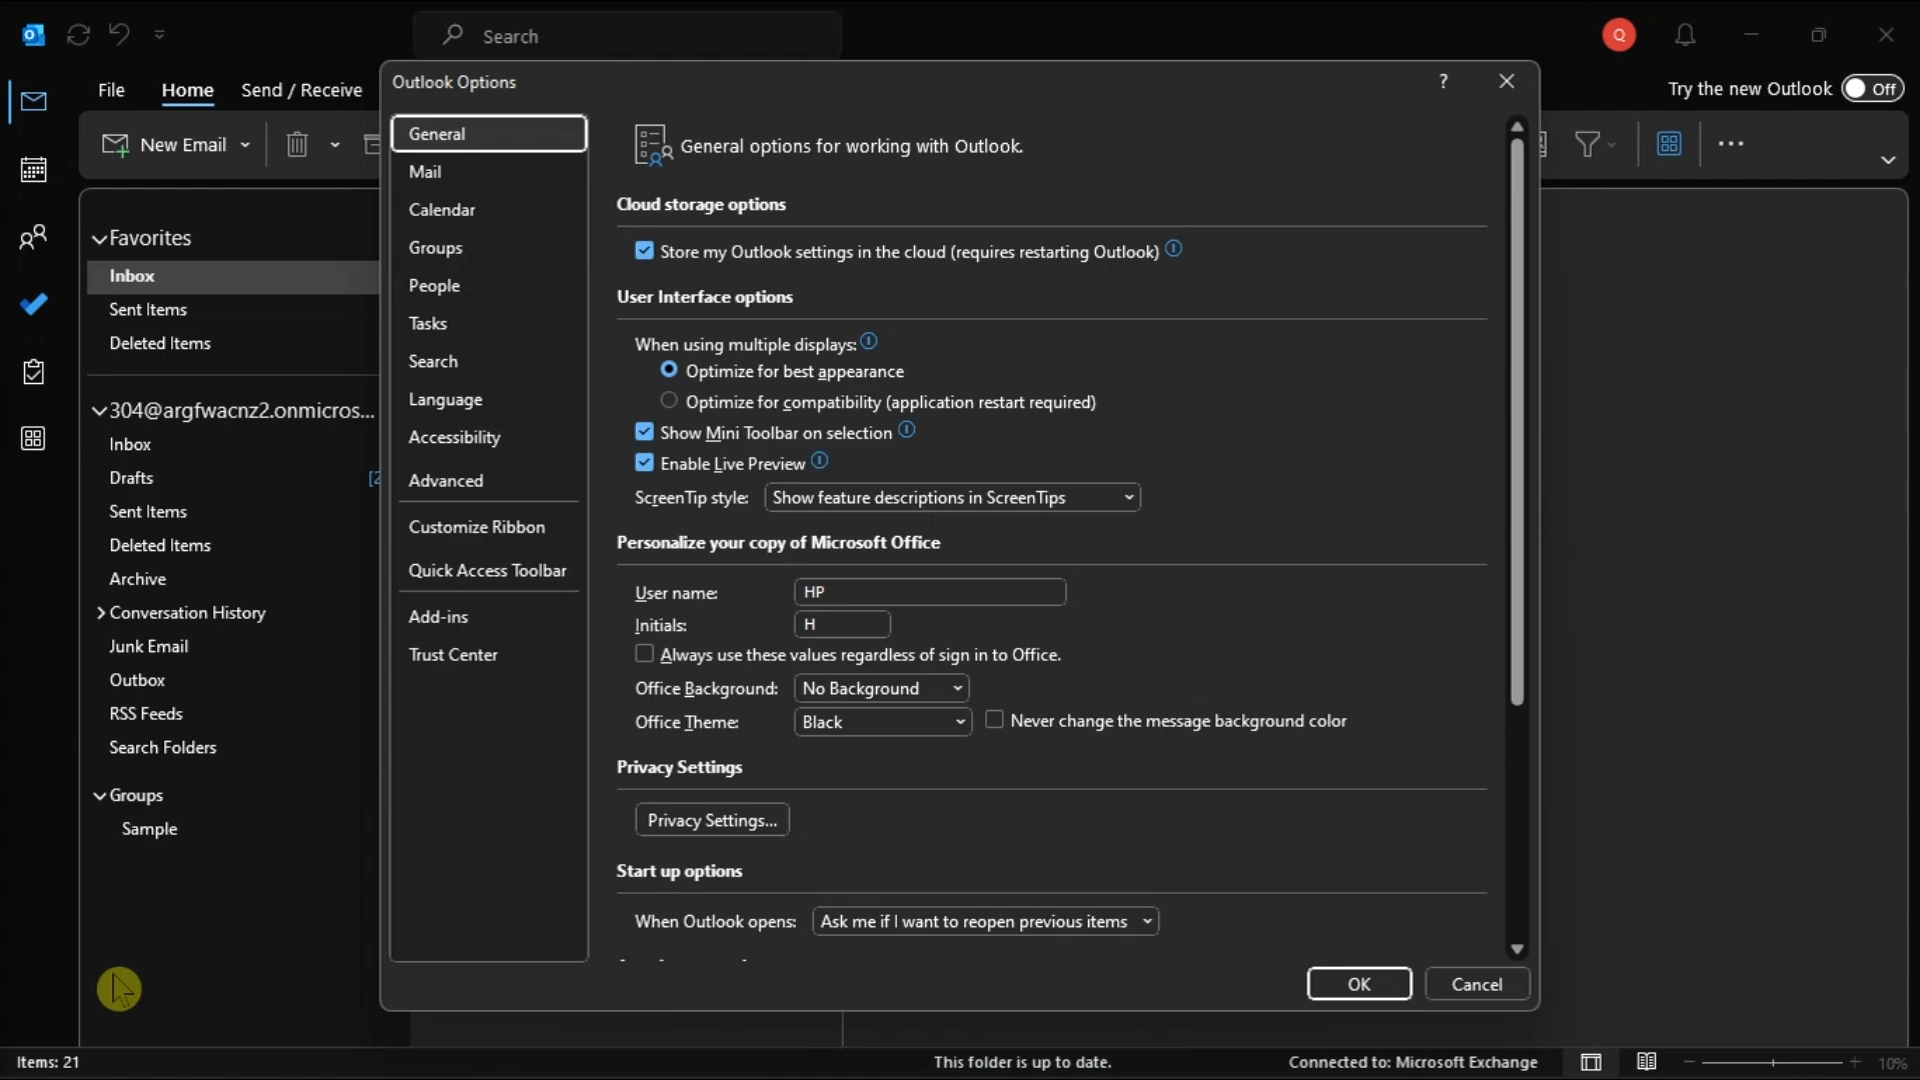 Search
Q
File
Home
Send / Receive
Try the new Outlook
Off
New Email
Favorites
Inbox
Sent Items
Deleted Items
304@argfwacnz2.onmicros...
Inbox
Drafts
[2
Sent Items
Deleted Items
Archive
Conversation History
Junk Email
Outbox
RSS Feeds
Search Folders
Groups
Sample
Outlook Options
?
General
Mail
Calendar
Groups
People
Tasks
Search
Language
Accessibility
Advanced
Customize Ribbon
Quick Access Toolbar
Add-ins
Trust Center
General options for working with Outlook.
Cloud storage options
Store my Outlook settings in the cloud (requires restarting Outlook)
User Interface options
When using multiple displays:
Optimize for best appearance
Optimize for compatibility (application restart required)
Show Mini Toolbar on selection
Enable Live Preview
ScreenTip style:
Show feature descriptions in ScreenTips
Personalize your copy of Microsoft Office
User name:
HP
Initials:
H
Always use these values regardless of sign in to Office.
Office Background:
No Background
Office Theme:
Black
Never change the message background color
Privacy Settings
Privacy Settings...
Start up options
When Outlook opens:
Ask me if I want to reopen previous items
OK
Cancel
Items: 21
This folder is up to date.
Connected to: Microsoft Exchange
10%